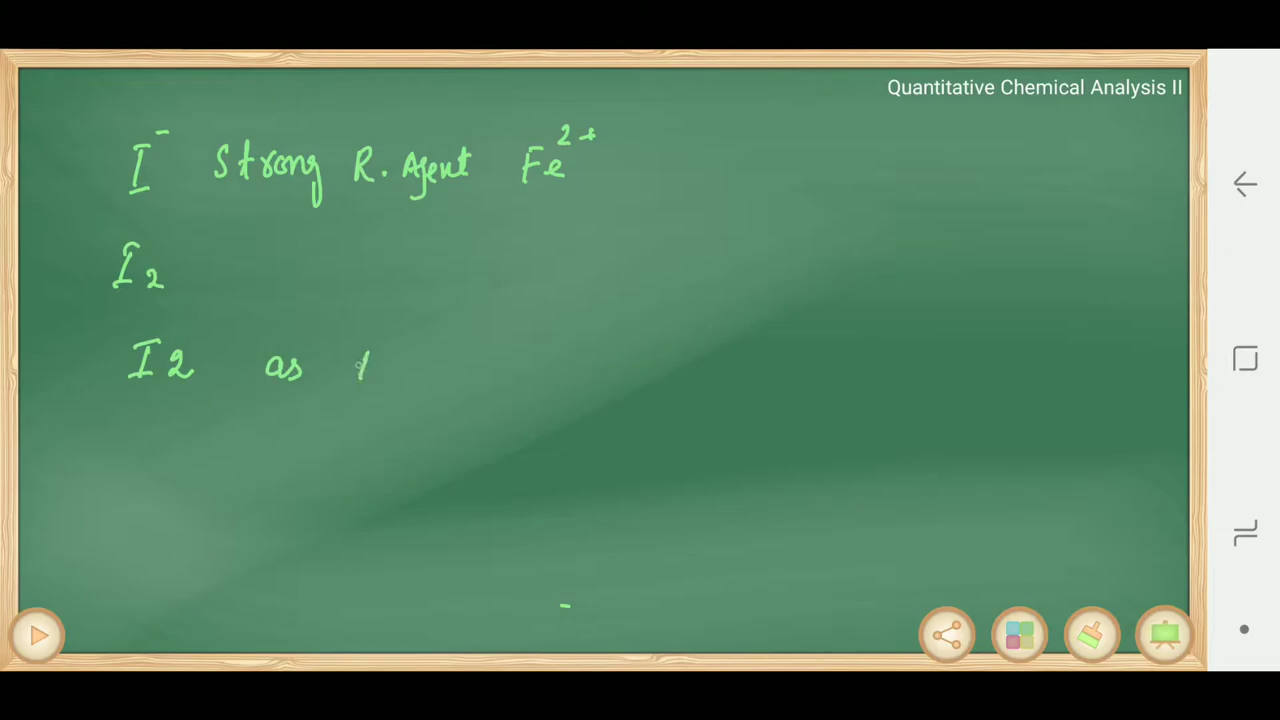 Quantitative Chemical Analysis II
I⁻ Strong R. Agent Fe²⁺
I₂
I2 as